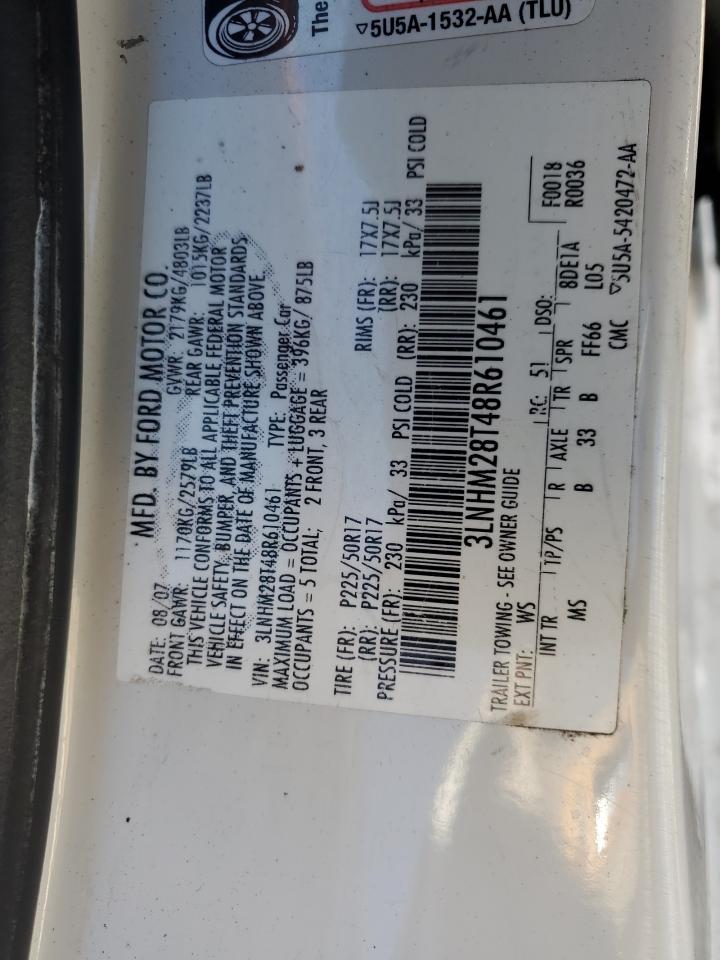 The
▽5U5A-1532-AA (TLU)
MFD. BY FORD MOTOR CO.
DATE: 08/07 GVWR: 2179KG/4803LB
FRONT GAWR: 1170KG/2579LB REAR GAWR: 1015KG/2237LB
THIS VEHICLE CONFORMS TO ALL APPLICABLE FEDERAL MOTOR
VEHICLE SAFETY, BUMPER, AND THEFT PREVENTION STANDARDS
IN EFFECT ON THE DATE OF MANUFACTURE SHOWN ABOVE.
VIN: 3LNHM28T48R610461 TYPE: Passenger Car
MAXIMUM LOAD = OCCUPANTS + LUGGAGE = 396KG/ 875LB
OCCUPANTS = 5 TOTAL; 2 FRONT, 3 REAR
TIRE (FR): P225/50R17 RIMS (FR): 17X7.5J
(RR): P225/50R17 (RR): 17X7.5J
PRESSURE (FR): 230 kPa/ 33 PSI COLD (RR): 230 kPa/ 33 PSI COLD
3LNHM28T48R610461
TRAILER TOWING - SEE OWNER GUIDE
EXT PNT: WS RC: 51 DSO: F0018
INT TR TP/PS R AXLE TR SPR 8DE1A R0036
MS B 33 B FF66 L05
CMC ▽5U5A-5420472-AA